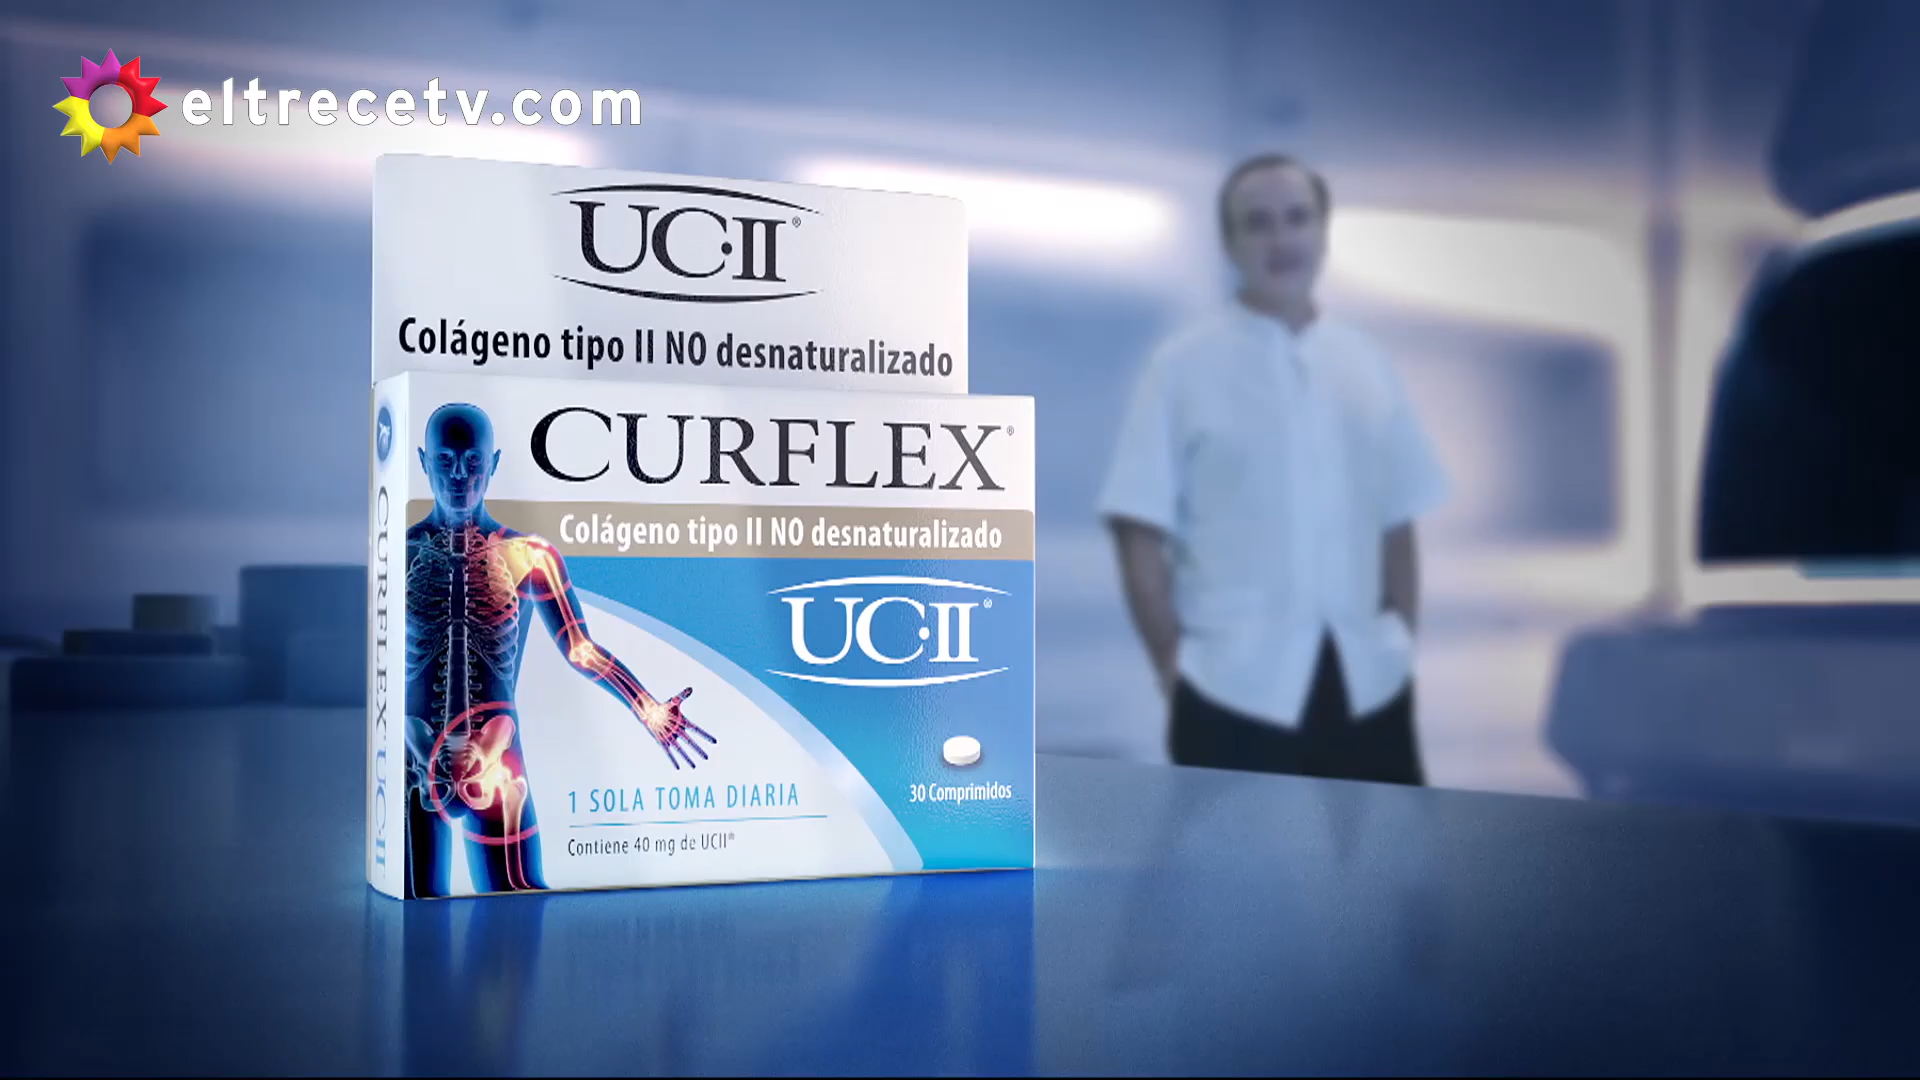 eltrecetv.com
UC·II®
Colágeno tipo II NO desnaturalizado
CURFLEX®
Colágeno tipo II NO desnaturalizado
UC·II®
30 Comprimidos
1 SOLA TOMA DIARIA
Contiene 40 mg de UCII®
CURFLEX UC·II